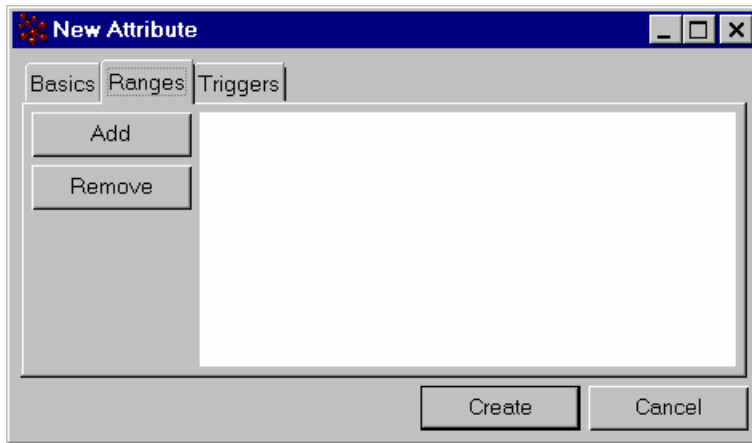 New Attribute
Basics Ranges Triggers
Add
Remove
Create Cancel